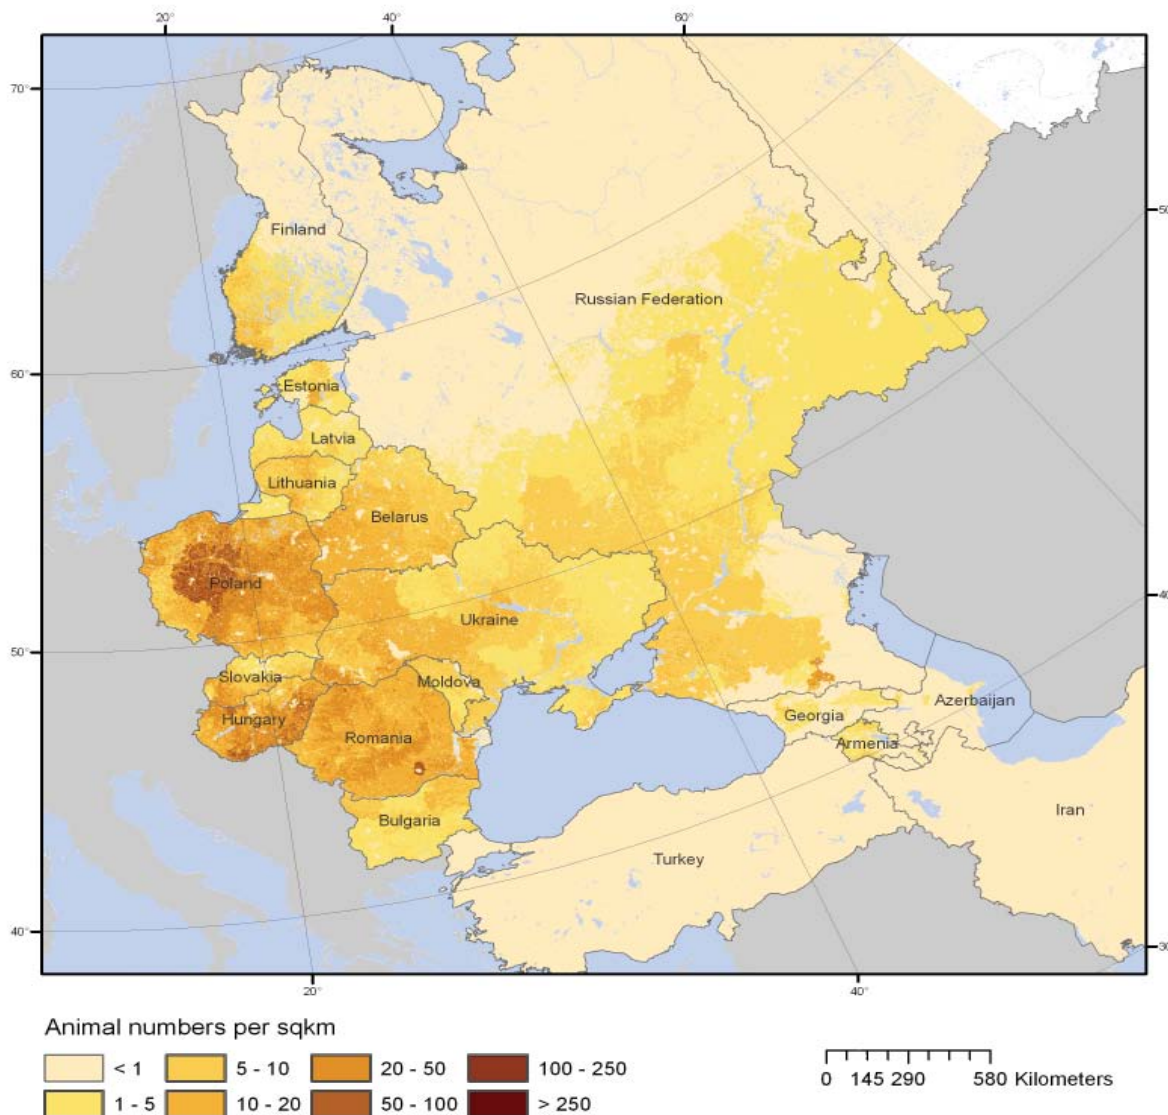 20° 40° 60°
70°
50
Finland
Russian Federation
60°
Estonia
Latvia
Lithuania
Belarus
Poland
Ukraine
40
50°
Slovakia
Moldova
Hungary
Azerbaijan
Georgia
Romania
Armenia
Iran
Bulgaria
Turkey
40°
30
20° 40°
Animal numbers per sqkm
< 1 5 - 10 20 - 50 100 - 250
1 - 5 10 - 20 50 - 100 > 250
0 145 290 580 Kilometers